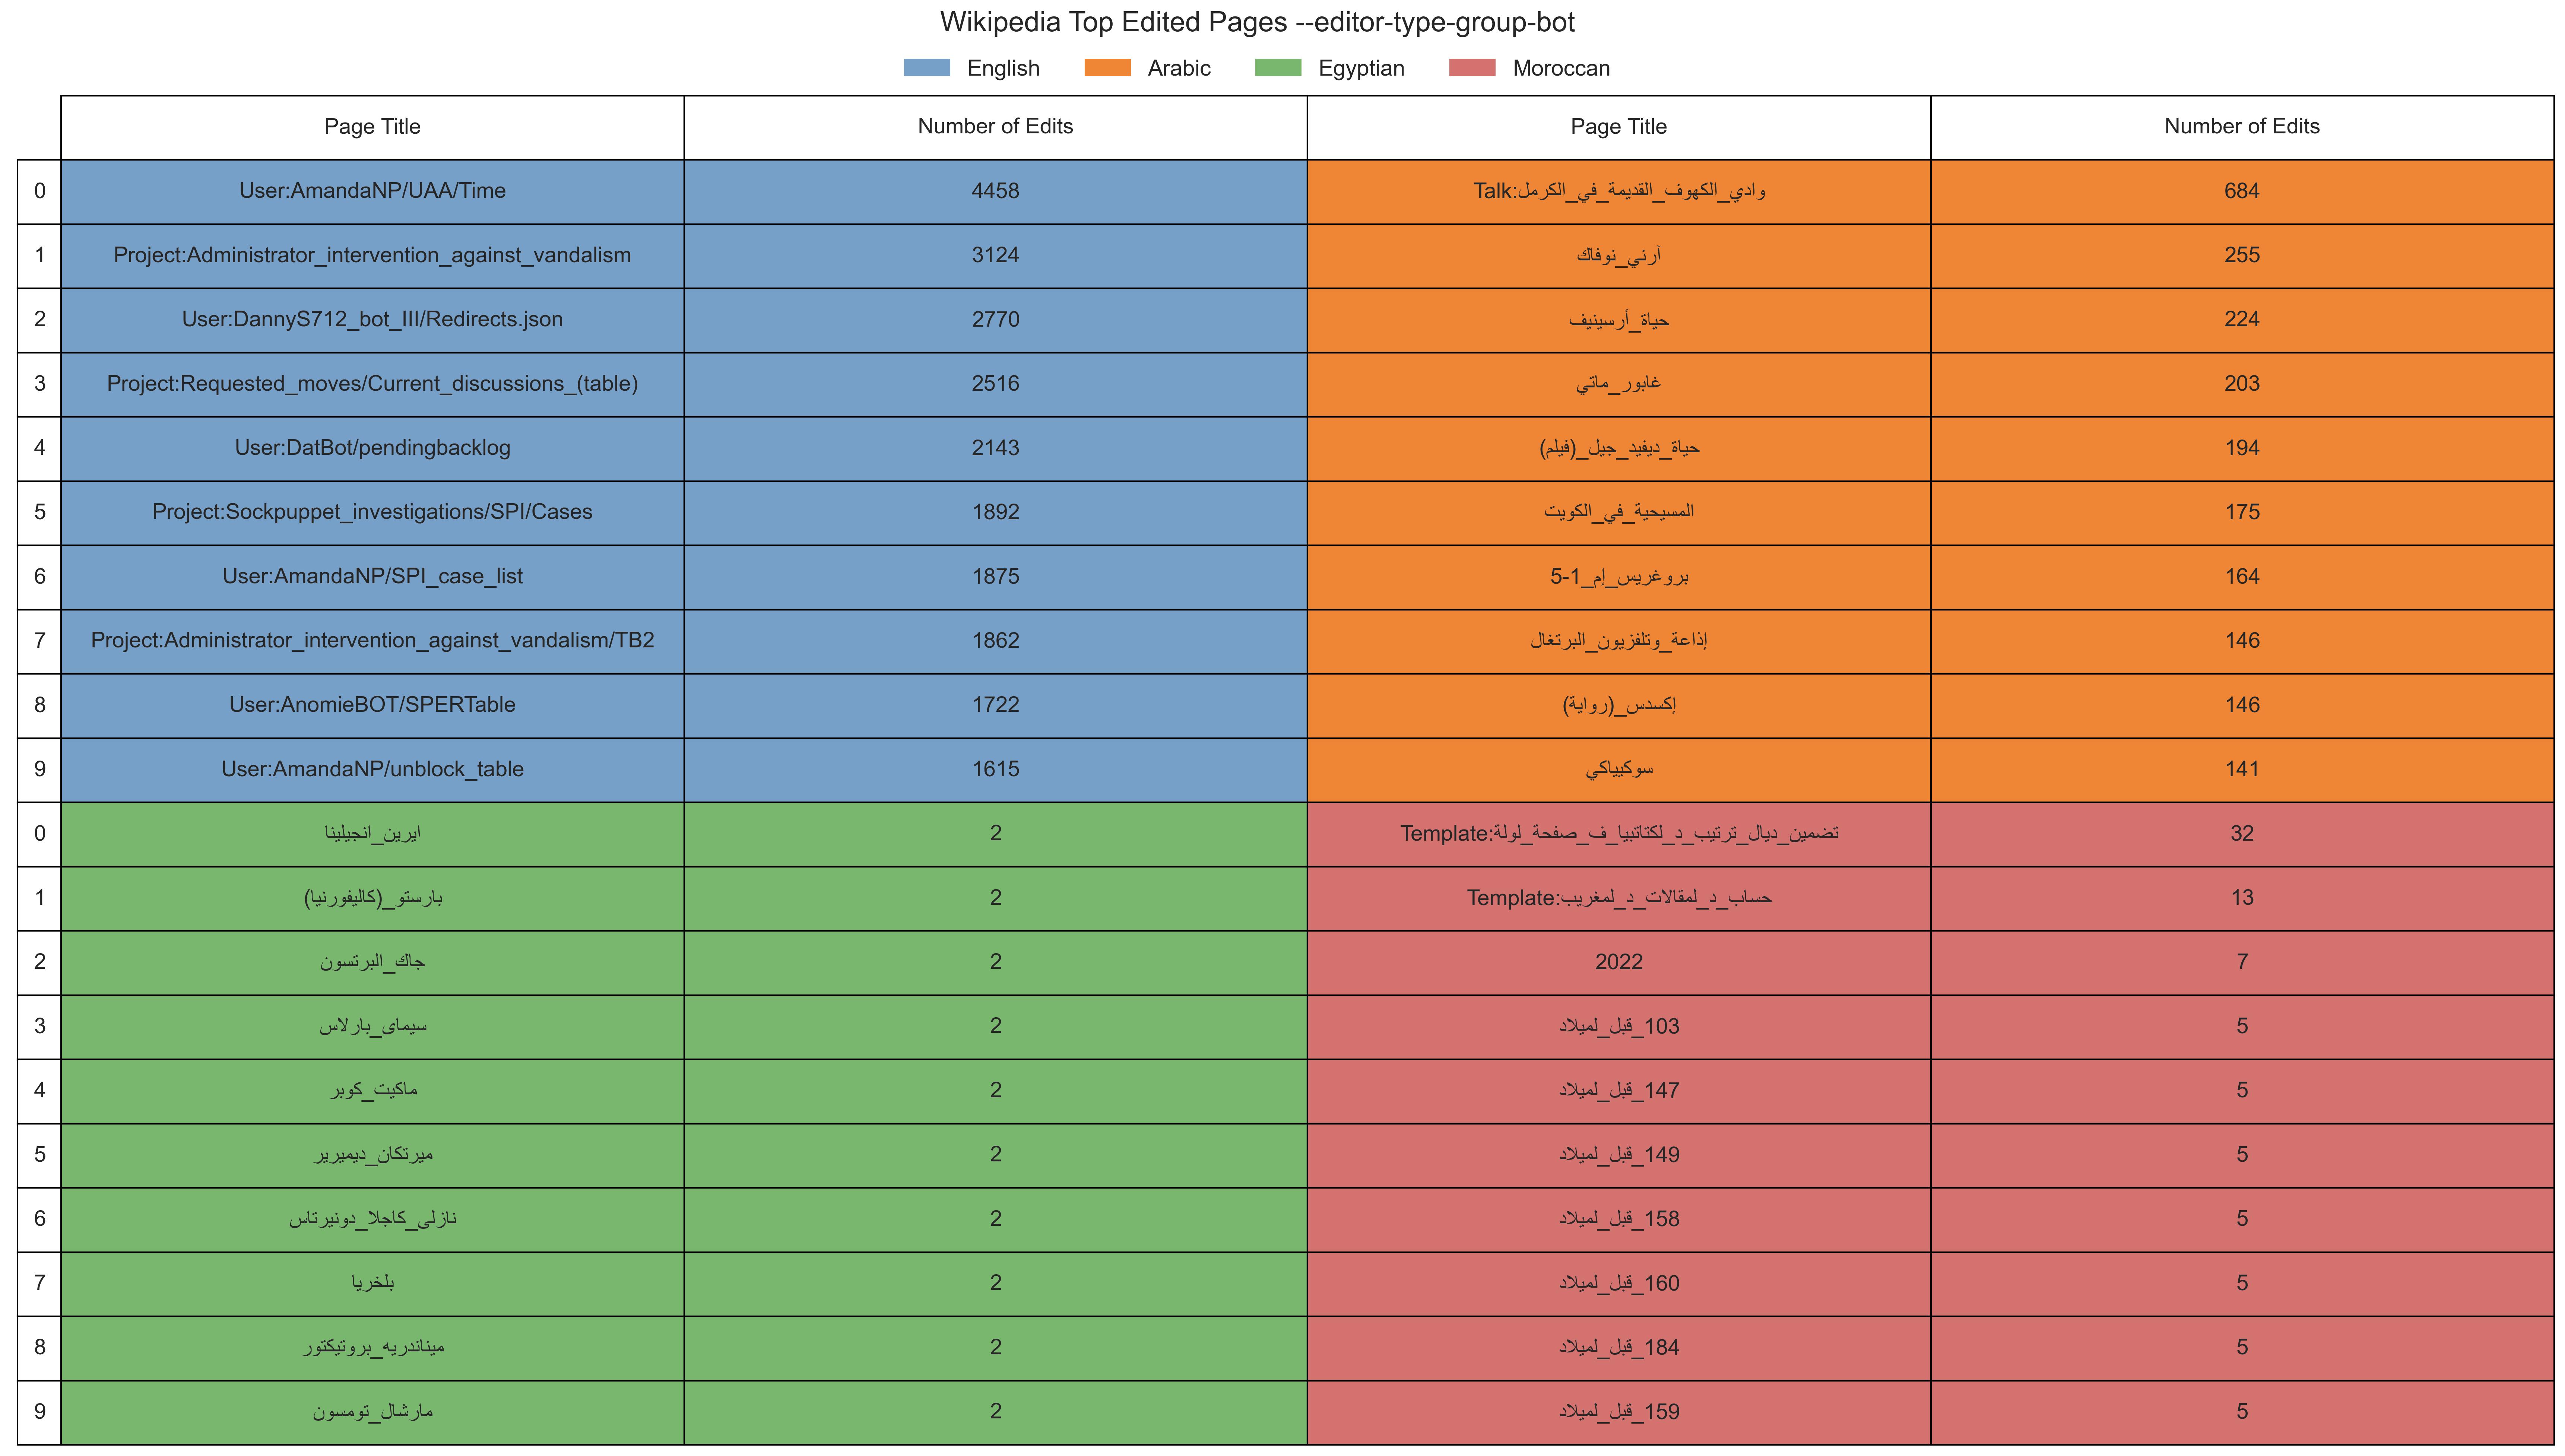 Wikipedia Top Edited Pages --editor-type-group-bot
English Arabic Egyptian Moroccan
Page Title Number of Edits Page Title Number of Edits
0 User:AmandaNP/UAA/Time 4458 Talk:وادي_الكهوف_القديمة_في_الكرمل 684
1 Project:Administrator_intervention_against_vandalism 3124 آرني_نوفاك 255
2 User:DannyS712_bot_III/Redirects.json 2770 حياة_أرسينيف 224
3 Project:Requested_moves/Current_discussions_(table) 2516 غابور_ماتي 203
4 User:DatBot/pendingbacklog 2143 حياة_ديفيد_جيل_(فيلم) 194
5 Project:Sockpuppet_investigations/SPI/Cases 1892 المسيحية_في_الكويت 175
6 User:AmandaNP/SPI_case_list 1875 بروغريس_إم_1-5 164
7 Project:Administrator_intervention_against_vandalism/TB2 1862 إذاعة_وتلفزيون_البرتغال 146
8 User:AnomieBOT/SPERTable 1722 إكسدس_(رواية) 146
9 User:AmandaNP/unblock_table 1615 سوكيياكي 141
0 ايرين_انجيلينا 2 Template:تضمين_ديال_ترتيب_د_لكتاتبيا_ف_صفحة_لولة 32
1 بارستو_(كاليفورنيا) 2 Template:حساب_د_لمقالات_د_لمغريب 13
2 جاك_البرتسون 2 2022 7
3 سيماى_بارلاس 2 103_قبل_لميلاد 5
4 ماكيت_كوبر 2 147_قبل_لميلاد 5
5 ميرتكان_ديميرير 2 149_قبل_لميلاد 5
6 نازلى_كاجلا_دونيرتاس 2 158_قبل_لميلاد 5
7 بلخريا 2 160_قبل_لميلاد 5
8 ميناندريه_بروتيكتور 2 184_قبل_لميلاد 5
9 مارشال_تومسون 2 159_قبل_لميلاد 5